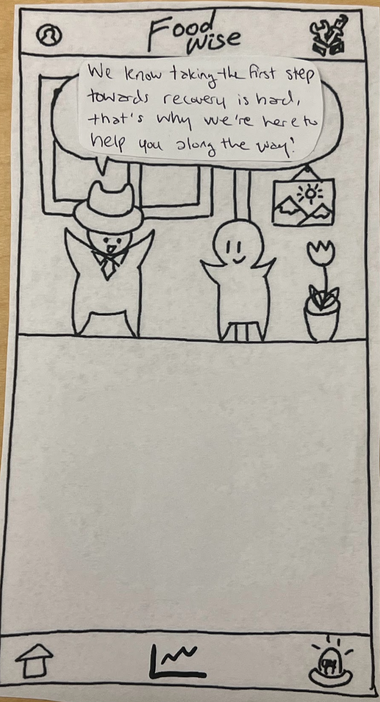 Food
Wise
We know taking the first step
towards recovery is hard,
that's why we're here to
help you along the way!